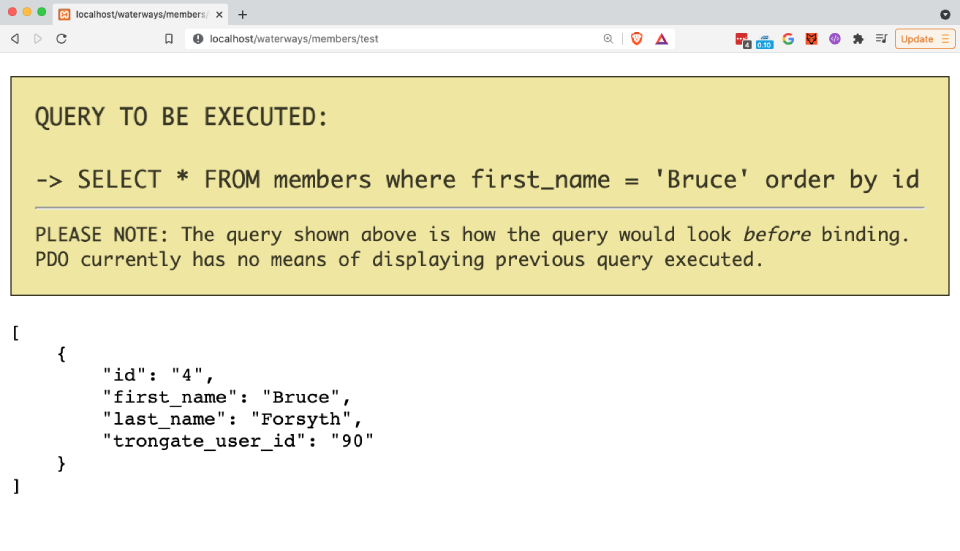 localhost/waterways/members/
localhost/waterways/members/test
4
0.10
Update
QUERY TO BE EXECUTED:
-> SELECT * FROM members where first_name = 'Bruce' order by id
PLEASE NOTE: The query shown above is how the query would look before binding.
PDO currently has no means of displaying previous query executed.
[
{
"id": "4",
"first_name": "Bruce",
"last_name": "Forsyth",
"trongate_user_id": "90"
}
]